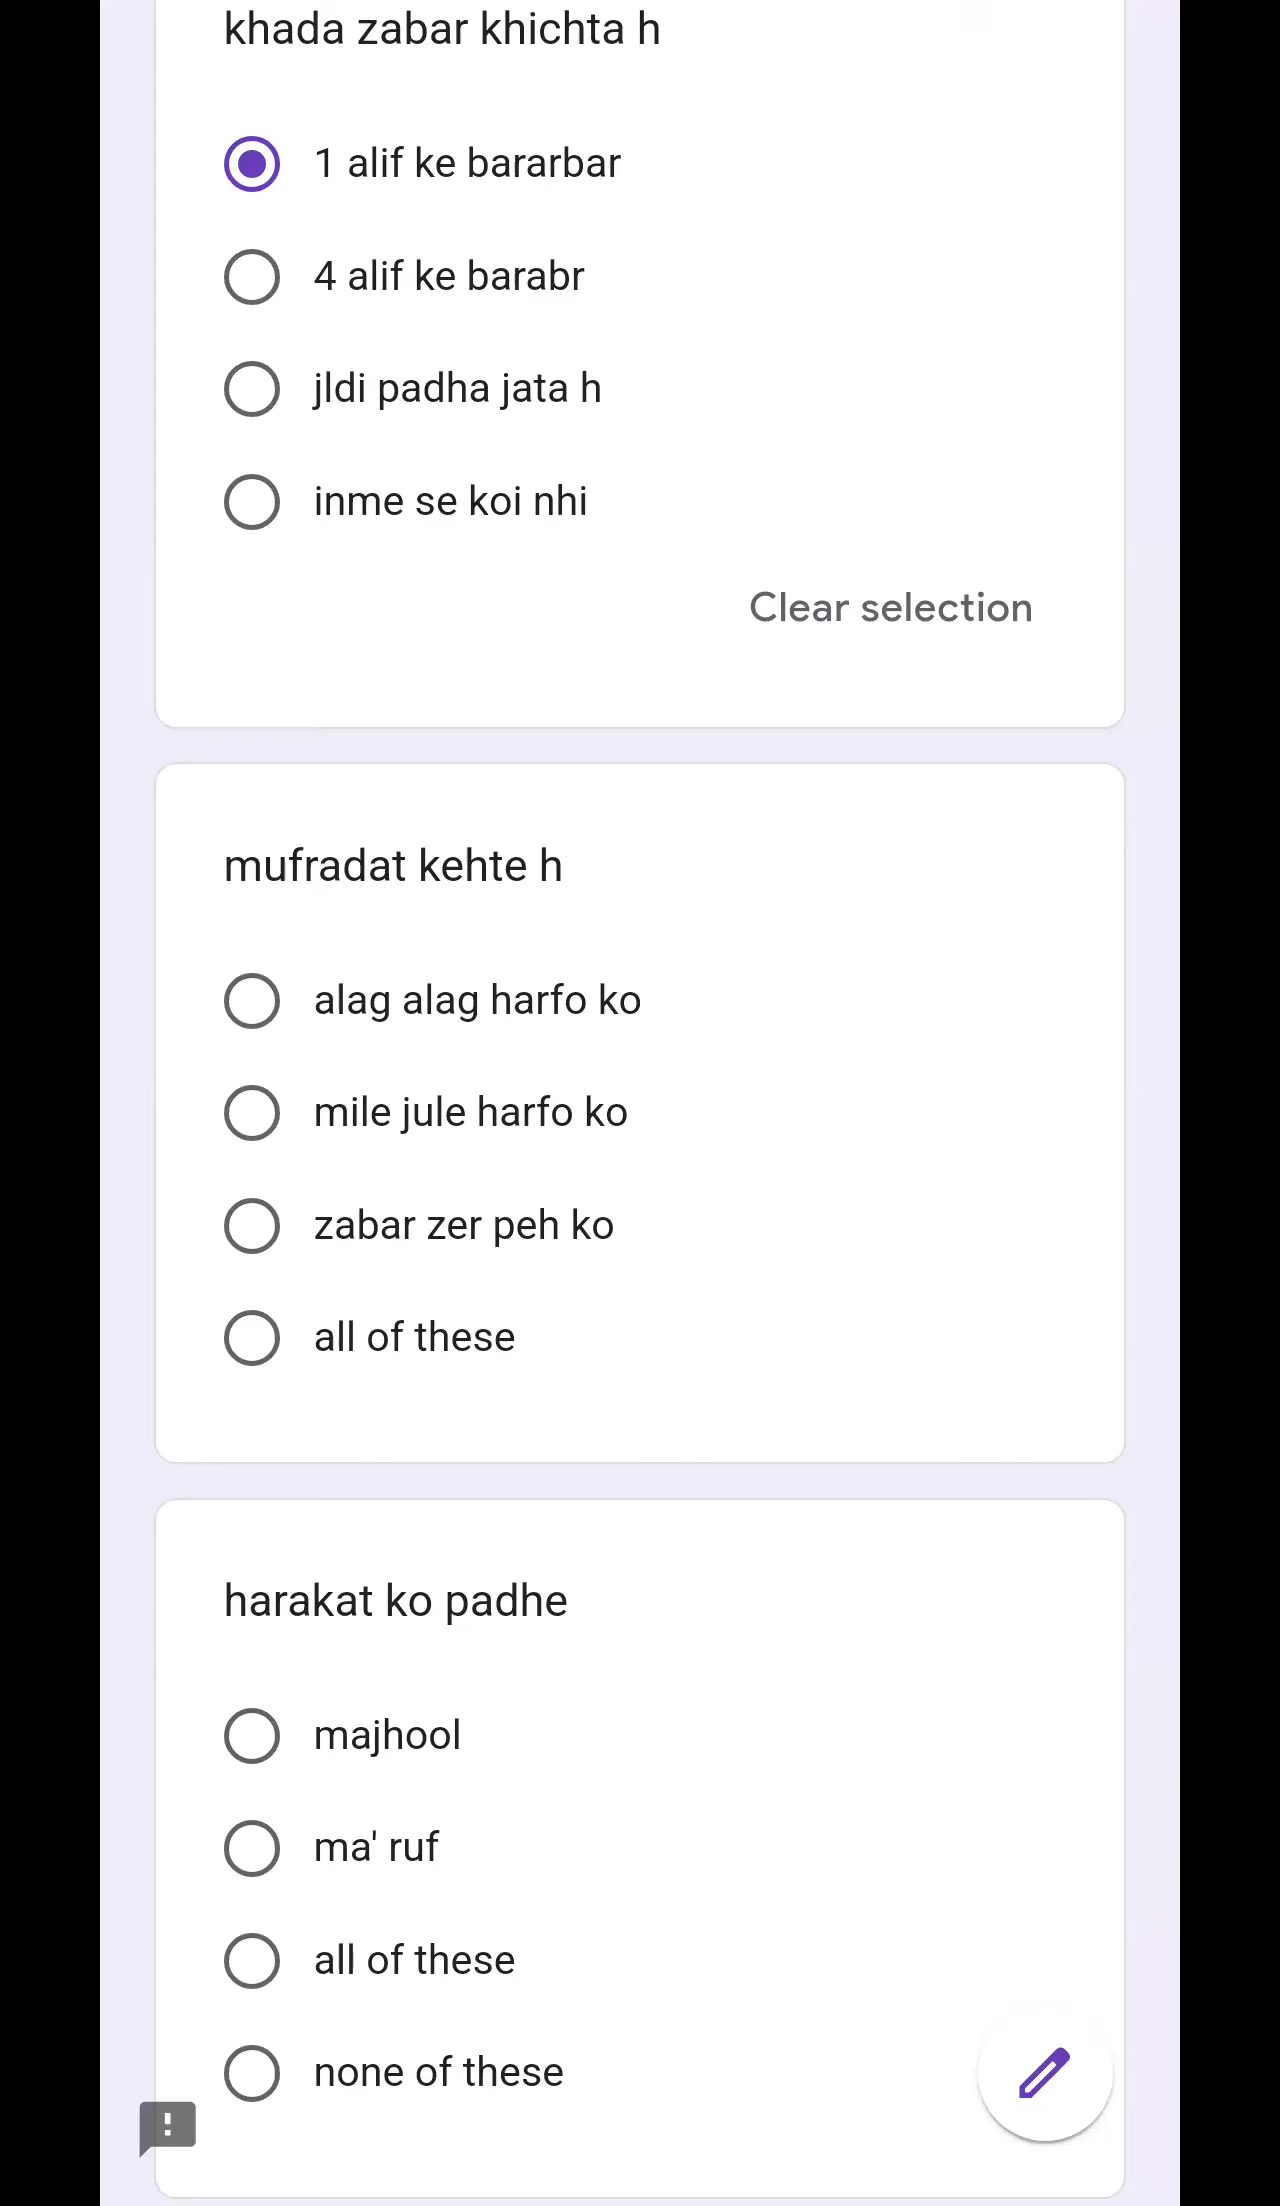 khada zabar khichta h
1 alif ke bararbar
4 alif ke barabr
jldi padha jata h
inme se koi nhi
Clear selection
mufradat kehte h
alag alag harfo ko
mile jule harfo ko
zabar zer peh ko
all of these
harakat ko padhe
majhool
ma' ruf
all of these
none of these